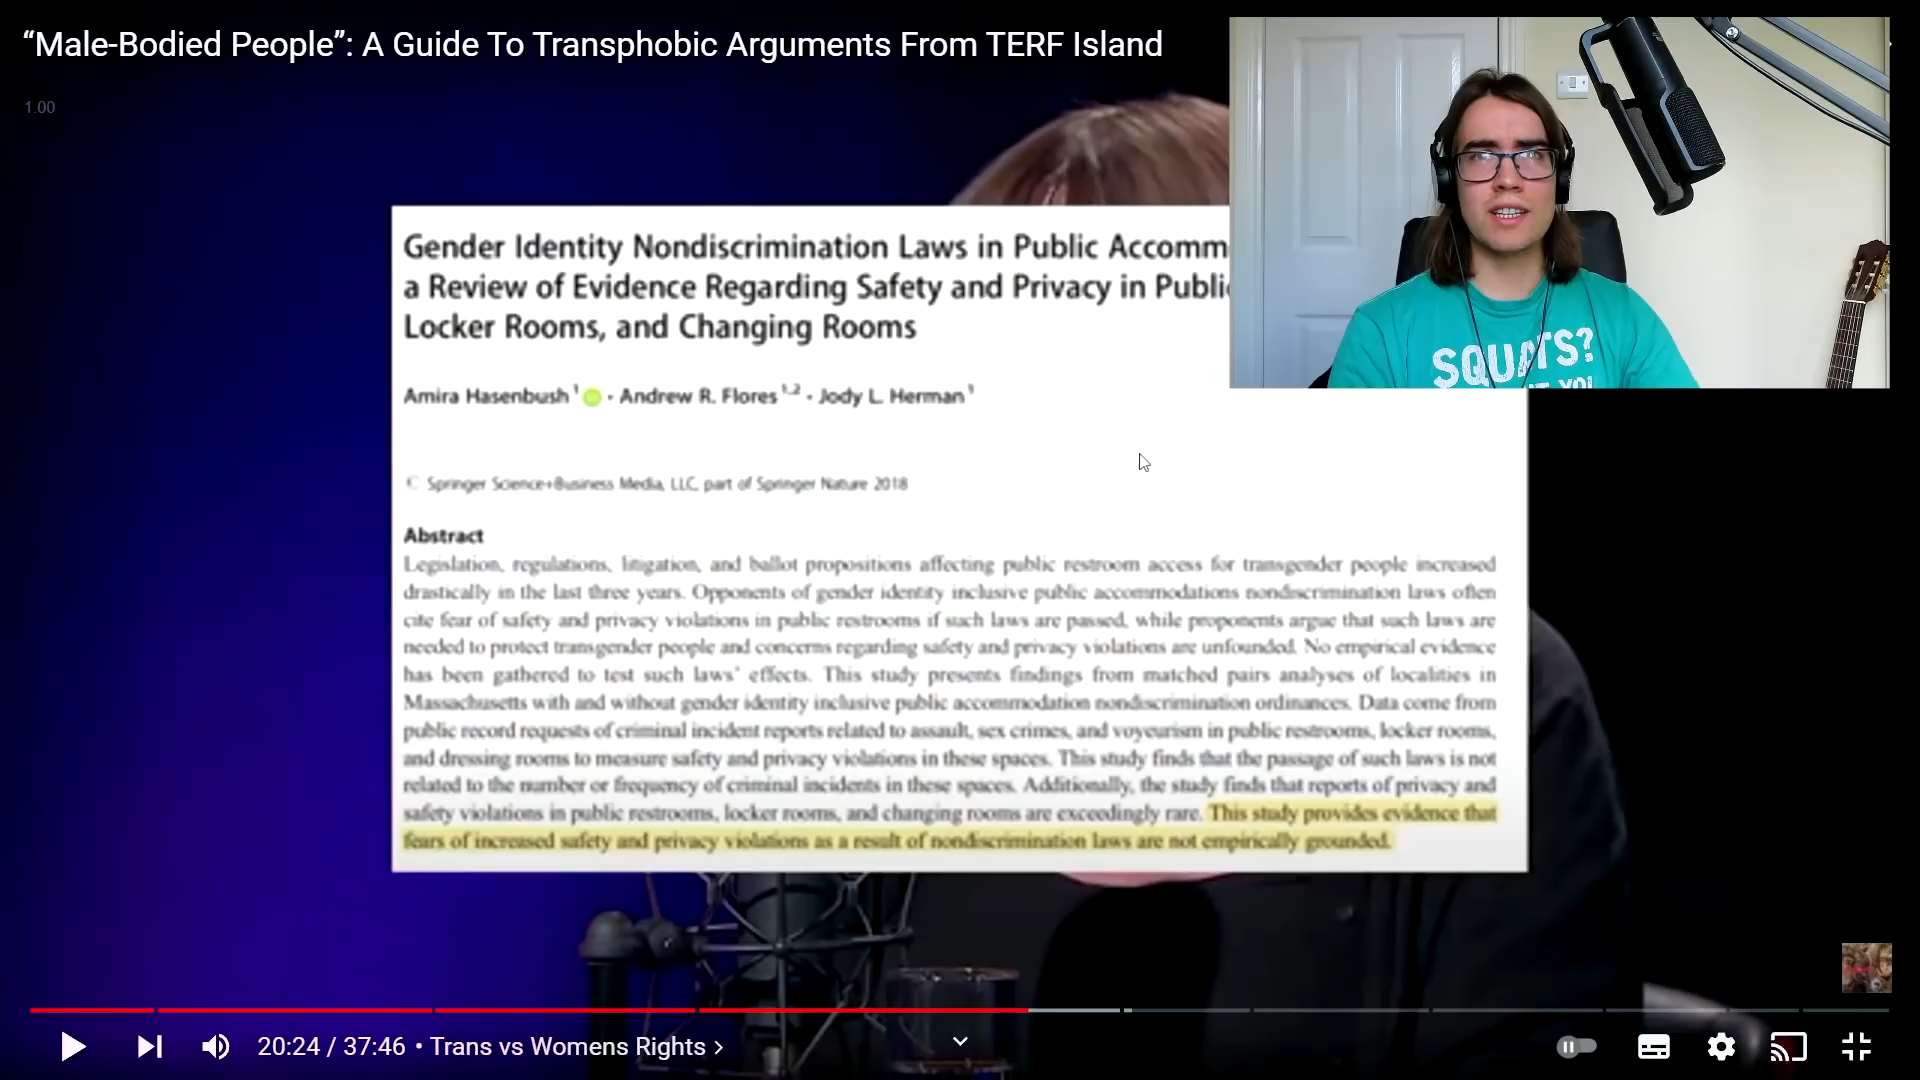 “Male-Bodied People”: A Guide To Transphobic Arguments From TERF Island
1.00
SQUATS?
Gender Identity Nondiscrimination Laws in Public Accomm
a Review of Evidence Regarding Safety and Privacy in Public
Locker Rooms, and Changing Rooms
Amira Hasenbush 1 · Andrew R. Flores 1,2 · Jody L. Herman 1
© Springer Science+Business Media, LLC, part of Springer Nature 2018
Abstract
Legislation, regulations, litigation, and ballot propositions affecting public restroom access for transgender people increased
drastically in the last three years. Opponents of gender identity inclusive public accommodations nondiscrimination laws often
cite fear of safety and privacy violations in public restrooms if such laws are passed, while proponents argue that such laws are
needed to protect transgender people and concerns regarding safety and privacy violations are unfounded. No empirical evidence
has been gathered to test such laws’ effects. This study presents findings from matched pairs analyses of localities in
Massachusetts with and without gender identity inclusive public accommodation nondiscrimination ordinances. Data come from
public record requests of criminal incident reports related to assault, sex crimes, and voyeurism in public restrooms, locker rooms,
and dressing rooms to measure safety and privacy violations in these spaces. This study finds that the passage of such laws is not
related to the number or frequency of criminal incidents in these spaces. Additionally, the study finds that reports of privacy and
safety violations in public restrooms, locker rooms, and changing rooms are exceedingly rare. This study provides evidence that
fears of increased safety and privacy violations as a result of nondiscrimination laws are not empirically grounded.
20:24 / 37:46 • Trans vs Womens Rights >